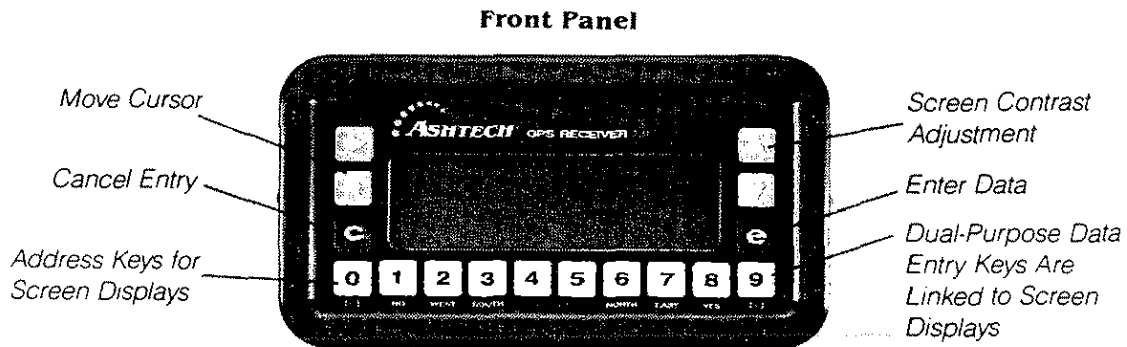 Front Panel
Move Cursor
Cancel Entry
Address Keys for
Screen Displays
ASHTECH GPS RECEIVER
c
e
0 1 2 3 4 5 6 7 8 9
NO WEST SOUTH NORTH EAST YES
Screen Contrast
Adjustment
Enter Data
Dual-Purpose Data
Entry Keys Are
Linked to Screen
Displays